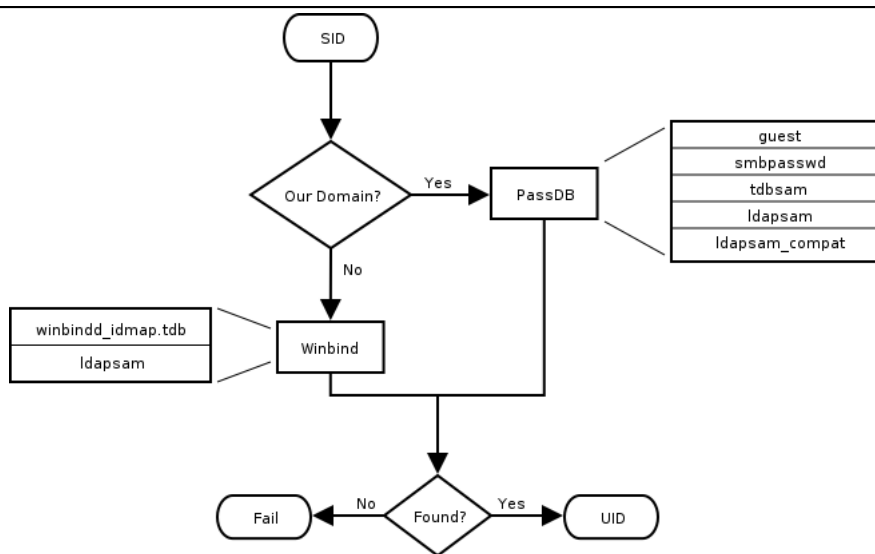 SID
Our Domain?
Yes
PassDB
guest
smbpasswd
tdbsam
ldapsam
ldapsam_compat
No
winbindd_idmap.tdb
ldapsam
Winbind
Fail
No
Found?
Yes
UID